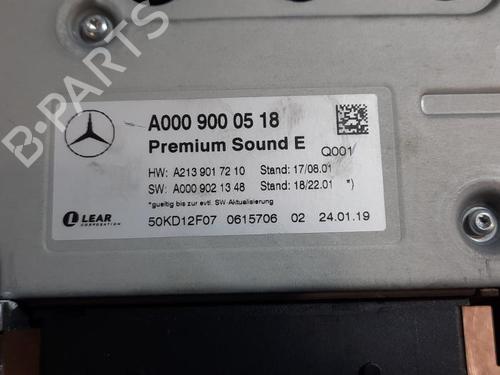 B-PARTS
A000 900 05 18
Premium Sound E
Q001
HW: A213 901 72 10 Stand: 17/08.01
SW: A000 902 13 48 Stand: 18/22.01 *)
*gueltig bis zur evtl. SW-Aktualisierung
LEAR
CORPORATION
50KD12F07 0615706 02 24.01.19